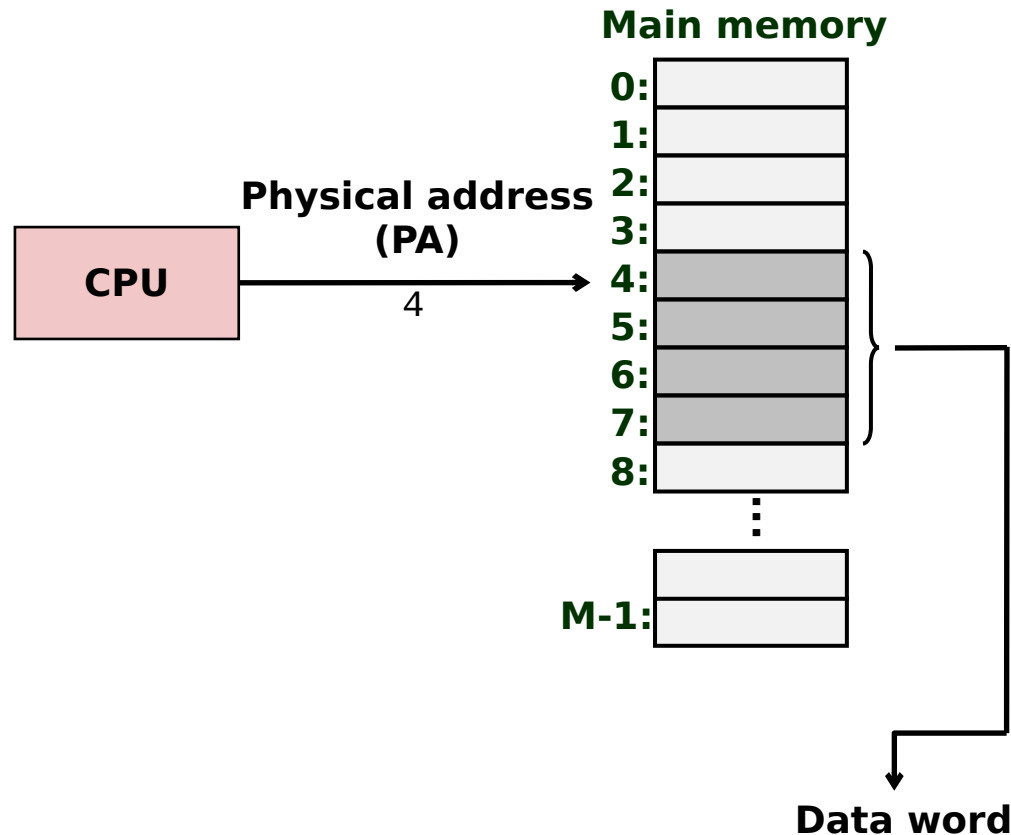 Main memory
0:
1:
2:
3:
4:
5:
6:
7:
8:
M-1:
Physical address
(PA)
CPU
4
Data word